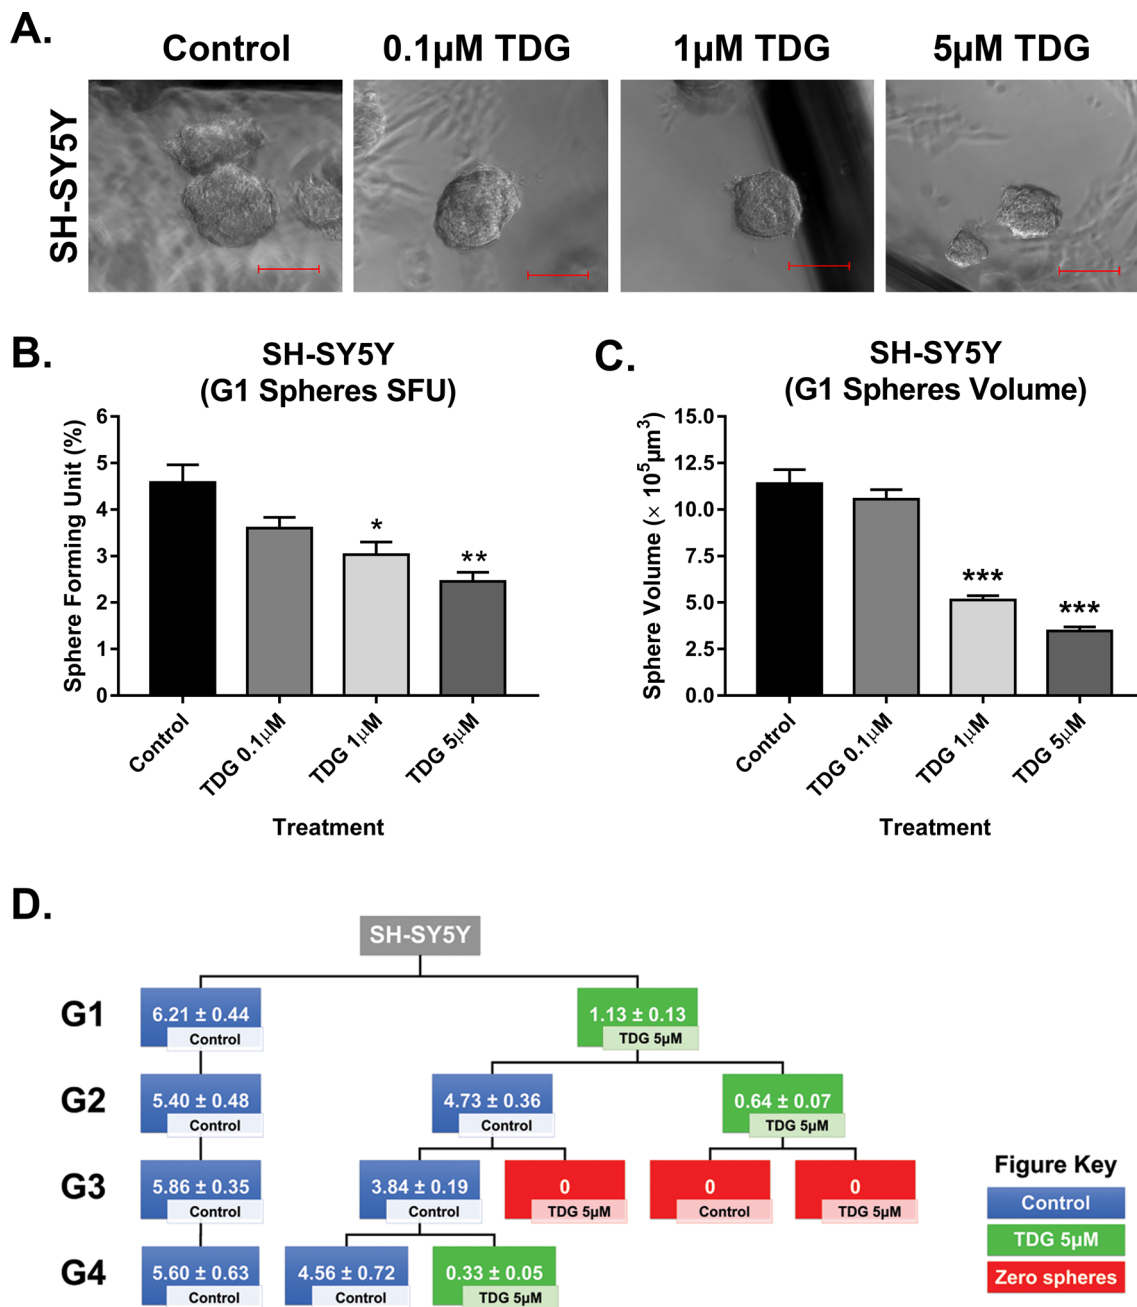 A.
Control
0.1µM TDG
1µM TDG
5µM TDG
SH-SY5Y
B.
SH-SY5Y
(G1 Spheres SFU)
Sphere Forming Unit (%)
6
5
4
3
2
1
0
*
**
Control
TDG 0.1µM
TDG 1µM
TDG 5µM
Treatment
C.
SH-SY5Y
(G1 Spheres Volume)
Sphere Volume (× 10⁵µm³)
15.0
12.5
10.0
7.5
5.0
2.5
0.0
***
***
Control
TDG 0.1µM
TDG 1µM
TDG 5µM
Treatment
D.
SH-SY5Y
G1
6.21 ± 0.44
Control
1.13 ± 0.13
TDG 5µM
G2
5.40 ± 0.48
Control
4.73 ± 0.36
Control
0.64 ± 0.07
TDG 5µM
G3
5.86 ± 0.35
Control
3.84 ± 0.19
Control
0
TDG 5µM
0
Control
0
TDG 5µM
G4
5.60 ± 0.63
Control
4.56 ± 0.72
Control
0.33 ± 0.05
TDG 5µM
Figure Key
Control
TDG 5µM
Zero spheres